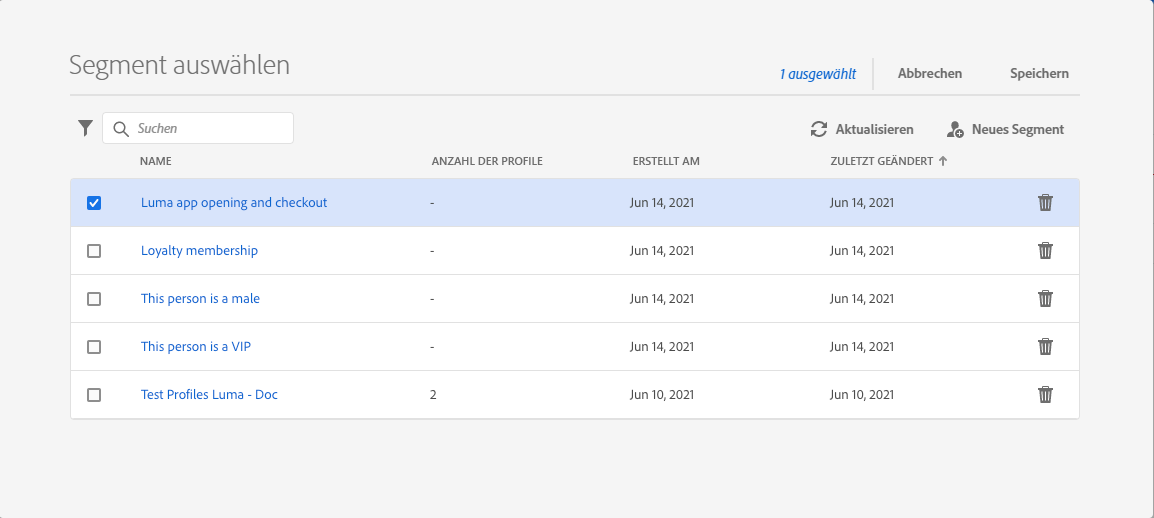 Segment auswählen
1 ausgewählt
Abbrechen
Speichern
Suchen
Aktualisieren
Neues Segment
NAME ANZAHL DER PROFILE ERSTELLT AM ZULETZT GEÄNDERT
Luma app opening and checkout - Jun 14, 2021 Jun 14, 2021
Loyalty membership - Jun 14, 2021 Jun 14, 2021
This person is a male - Jun 14, 2021 Jun 14, 2021
This person is a VIP - Jun 14, 2021 Jun 14, 2021
Test Profiles Luma - Doc 2 Jun 10, 2021 Jun 10, 2021